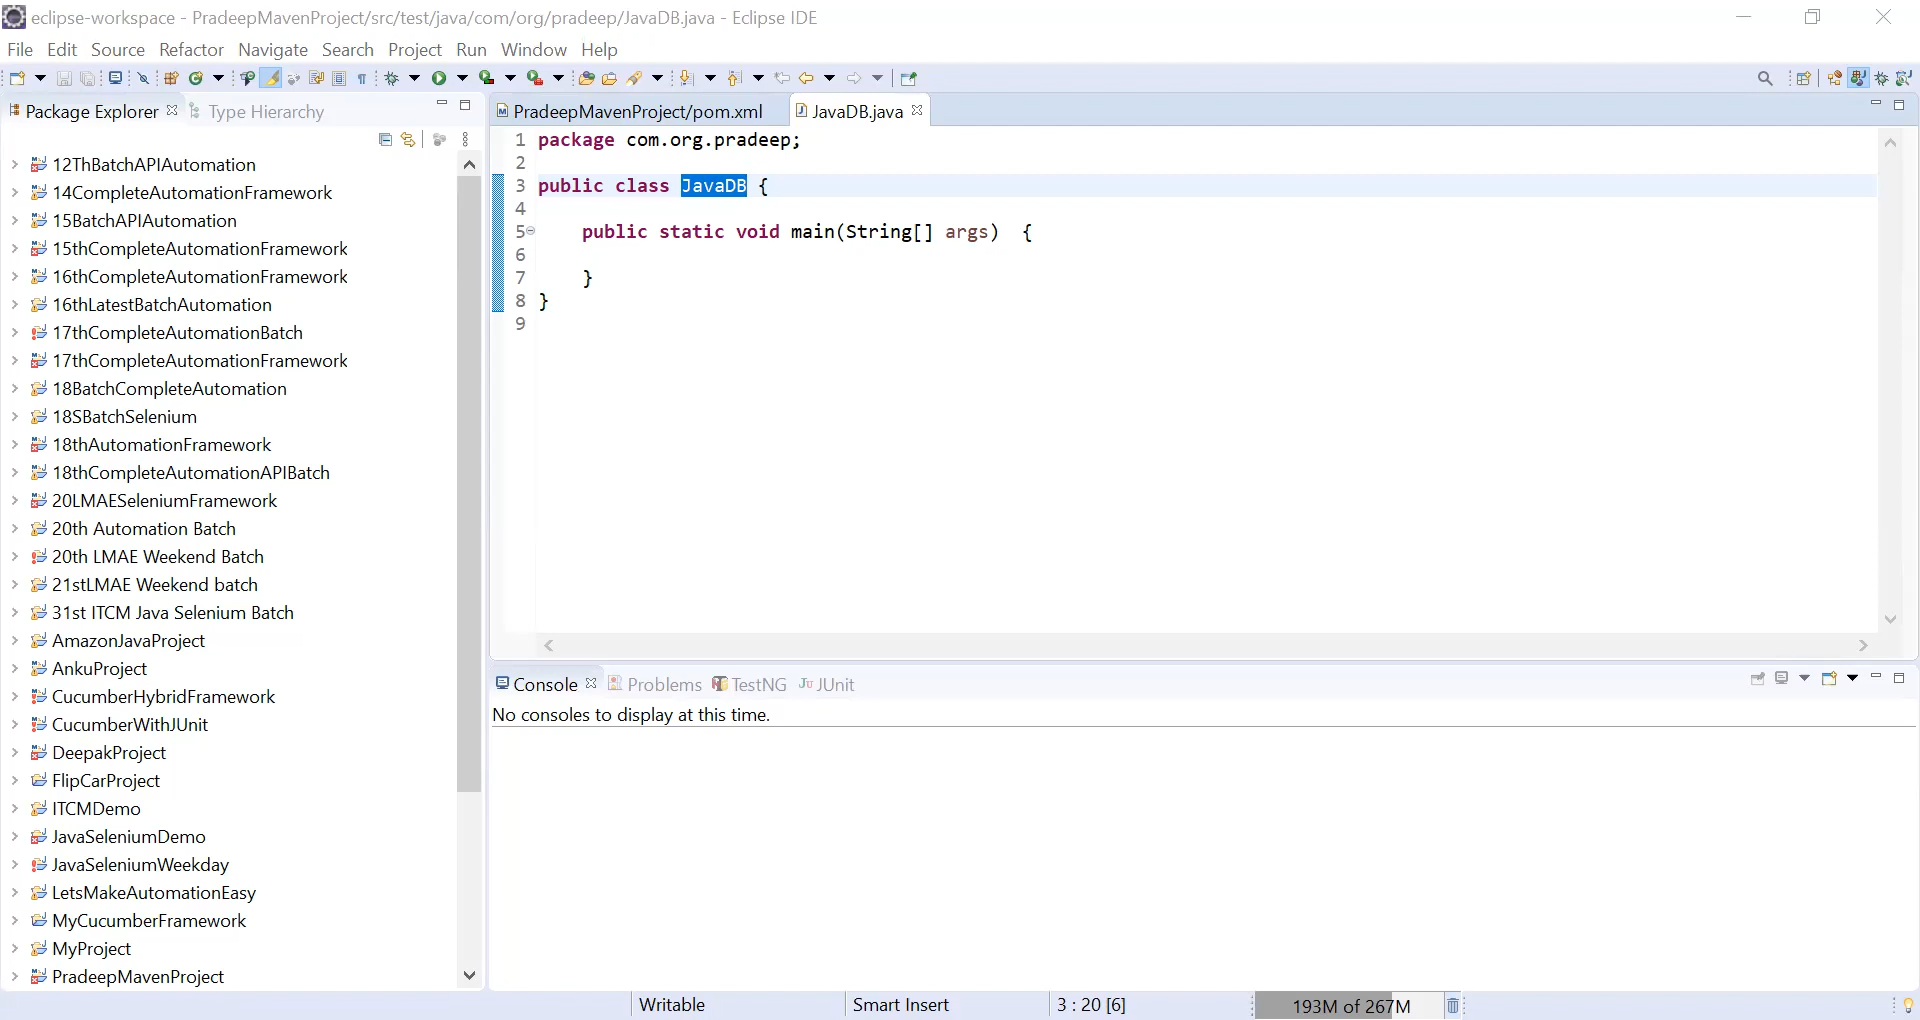 eclipse-workspace - PradeepMavenProject/src/test/java/com/org/pradeep/JavaDB.java - Eclipse IDE
File Edit Source Refactor Navigate Search Project Run Window Help
Package Explorer Type Hierarchy
PradeepMavenProject/pom.xml JavaDB.java
12ThBatchAPIAutomation
14CompleteAutomationFramework
15BatchAPIAutomation
15thCompleteAutomationFramework
16thCompleteAutomationFramework
16thLatestBatchAutomation
17thCompleteAutomationBatch
17thCompleteAutomationFramework
18BatchCompleteAutomation
18SBatchSelenium
18thAutomationFramework
18thCompleteAutomationAPIBatch
20LMAESeleniumFramework
20th Automation Batch
20th LMAE Weekend Batch
21stLMAE Weekend batch
31st ITCM Java Selenium Batch
AmazonJavaProject
AnkuProject
CucumberHybridFramework
CucumberWithJUnit
DeepakProject
FlipCarProject
ITCMDemo
JavaSeleniumDemo
JavaSeleniumWeekday
LetsMakeAutomationEasy
MyCucumberFramework
MyProject
PradeepMavenProject
1 package com.org.pradeep;
2
3 public class JavaDB {
4
5 public static void main(String[] args) {
6
7 }
8 }
9
Console Problems TestNG JUnit
No consoles to display at this time.
Writable Smart Insert 3 : 20 [6] 193M of 267M